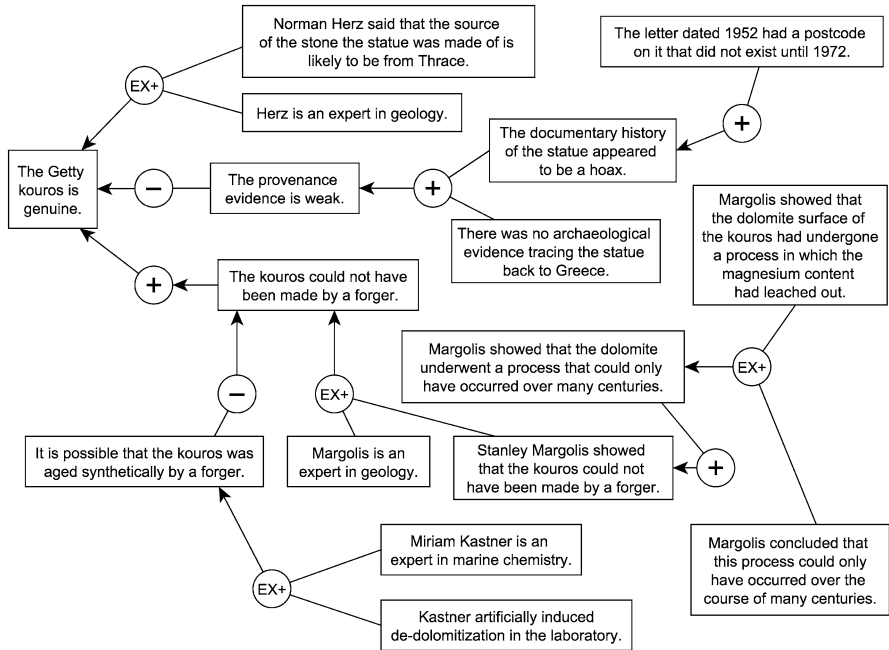 Norman Herz said that the source
of the stone the statue was made of is
likely to be from Thrace.
The letter dated 1952 had a postcode
on it that did not exist until 1972.
EX+
Herz is an expert in geology.
+
The documentary history
of the statue appeared
to be a hoax.
The Getty
kouros is
genuine.
−
The provenance
evidence is weak.
+
Margolis showed that
the dolomite surface of
the kouros had undergone
a process in which the
magnesium content
had leached out.
There was no archaeological
evidence tracing the statue
back to Greece.
+
The kouros could not have
been made by a forger.
Margolis showed that the dolomite
underwent a process that could only
have occurred over many centuries.
EX+
−
EX+
It is possible that the kouros was
aged synthetically by a forger.
Margolis is an
expert in geology.
Stanley Margolis showed
that the kouros could not
have been made by a forger.
+
Miriam Kastner is an
expert in marine chemistry.
EX+
Kastner artificially induced
de-dolomitization in the laboratory.
Margolis concluded that
this process could only
have occurred over the
course of many centuries.